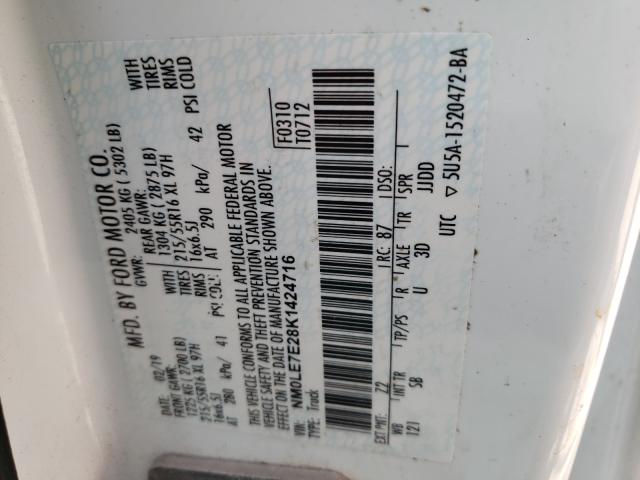 MFD. BY FORD MOTOR CO.
DATE: 02/19
GVWR: 2405 KG ( 5302 LB)
FRONT GAWR: 1225 KG ( 2700 LB)
REAR GAWR: 1304 KG ( 2875 LB)
WITH TIRES RIMS
215/55R16 XL 97H
16x6.5J
AT 280 kPa/ 41 PSI COLD
WITH TIRES RIMS
215/55R16 XL 97H
16x6.5J
AT 290 kPa/ 42 PSI COLD
THIS VEHICLE CONFORMS TO ALL APPLICABLE FEDERAL MOTOR
VEHICLE SAFETY AND THEFT PREVENTION STANDARDS IN
EFFECT ON THE DATE OF MANUFACTURE SHOWN ABOVE.
VIN: NM0LE7E28K1424716
TYPE: Truck
F0310
T0712
EXT PNT: Z2 RC: 87 DSO:
WB INT TR TP/PS R AXLE TR SPR
121 SB U 3D JJDD
UTC ▽ 5U5A-1520472-BA